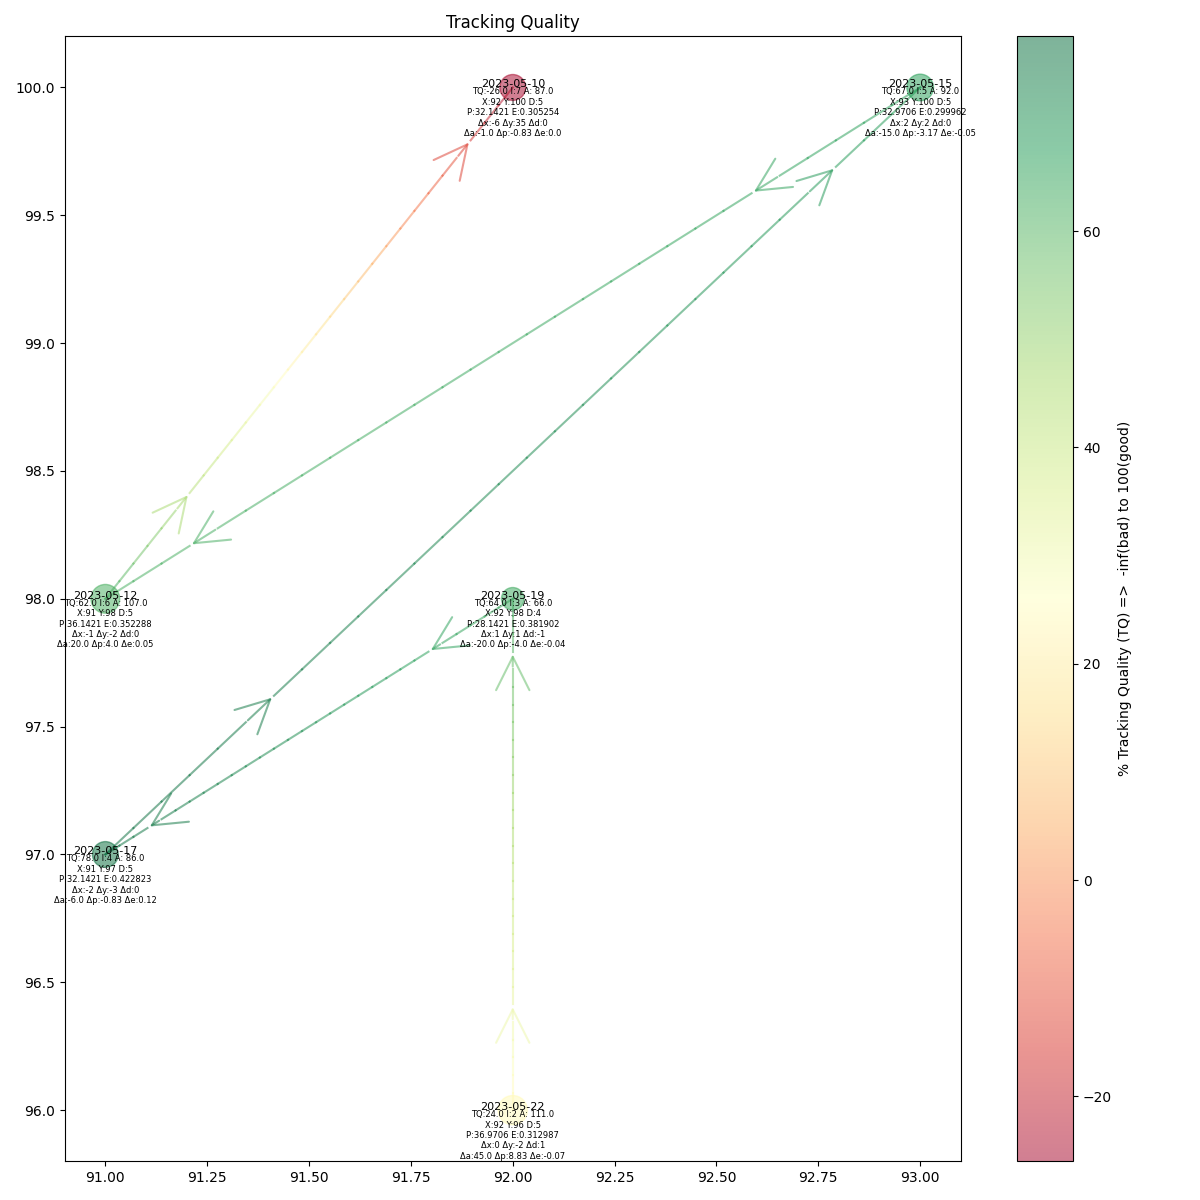 Tracking Quality
100.0
99.5
99.0
98.5
98.0
97.5
97.0
96.5
96.0
2023-05-10
TQ:-26.0 I:7 A: 87.0
X:92 Y:100 D:5
P:32.1421 E:0.305254
Δx:-6 Δy:35 Δd:0
Δa:-1.0 Δp:-0.83 Δe:0.0
2023-05-15
TQ:67.0 I:5 A: 92.0
X:93 Y:100 D:5
P:32.9706 E:0.299962
Δx:2 Δy:2 Δd:0
Δa:-15.0 Δp:-3.17 Δe:-0.05
2023-05-12
TQ:62.0 I:6 A: 107.0
X:91 Y:98 D:5
P:36.1421 E:0.352288
Δx:-1 Δy:-2 Δd:0
Δa:20.0 Δp:4.0 Δe:0.05
2023-05-19
TQ:64.0 I:3 A: 66.0
X:92 Y:98 D:4
P:28.1421 E:0.381902
Δx:1 Δy:1 Δd:-1
Δa:-20.0 Δp:-4.0 Δe:-0.04
2023-05-17
TQ:78.0 I:4 A: 86.0
X:91 Y:97 D:5
P:32.1421 E:0.422823
Δx:-2 Δy:-3 Δd:0
Δa:-6.0 Δp:-0.83 Δe:0.12
2023-05-22
TQ:24.0 I:2 A: 111.0
X:92 Y:96 D:5
P:36.9706 E:0.312987
Δx:0 Δy:-2 Δd:1
Δa:45.0 Δp:8.83 Δe:-0.07
91.00
91.25
91.50
91.75
92.00
92.25
92.50
92.75
93.00
60
40
20
0
−20
% Tracking Quality (TQ) =>  -inf(bad) to 100(good)